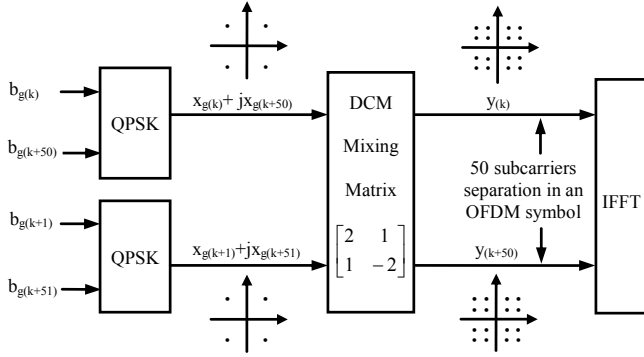 b_{g(k)}
b_{g(k+50)}
QPSK
x_{g(k)}+ jx_{g(k+50)}
b_{g(k+1)}
b_{g(k+51)}
QPSK
x_{g(k+1)}+jx_{g(k+51)}
DCM
Mixing
Matrix
2 1
1 −2
y_{(k)}
50 subcarriers
separation in an
OFDM symbol
y_{(k+50)}
IFFT